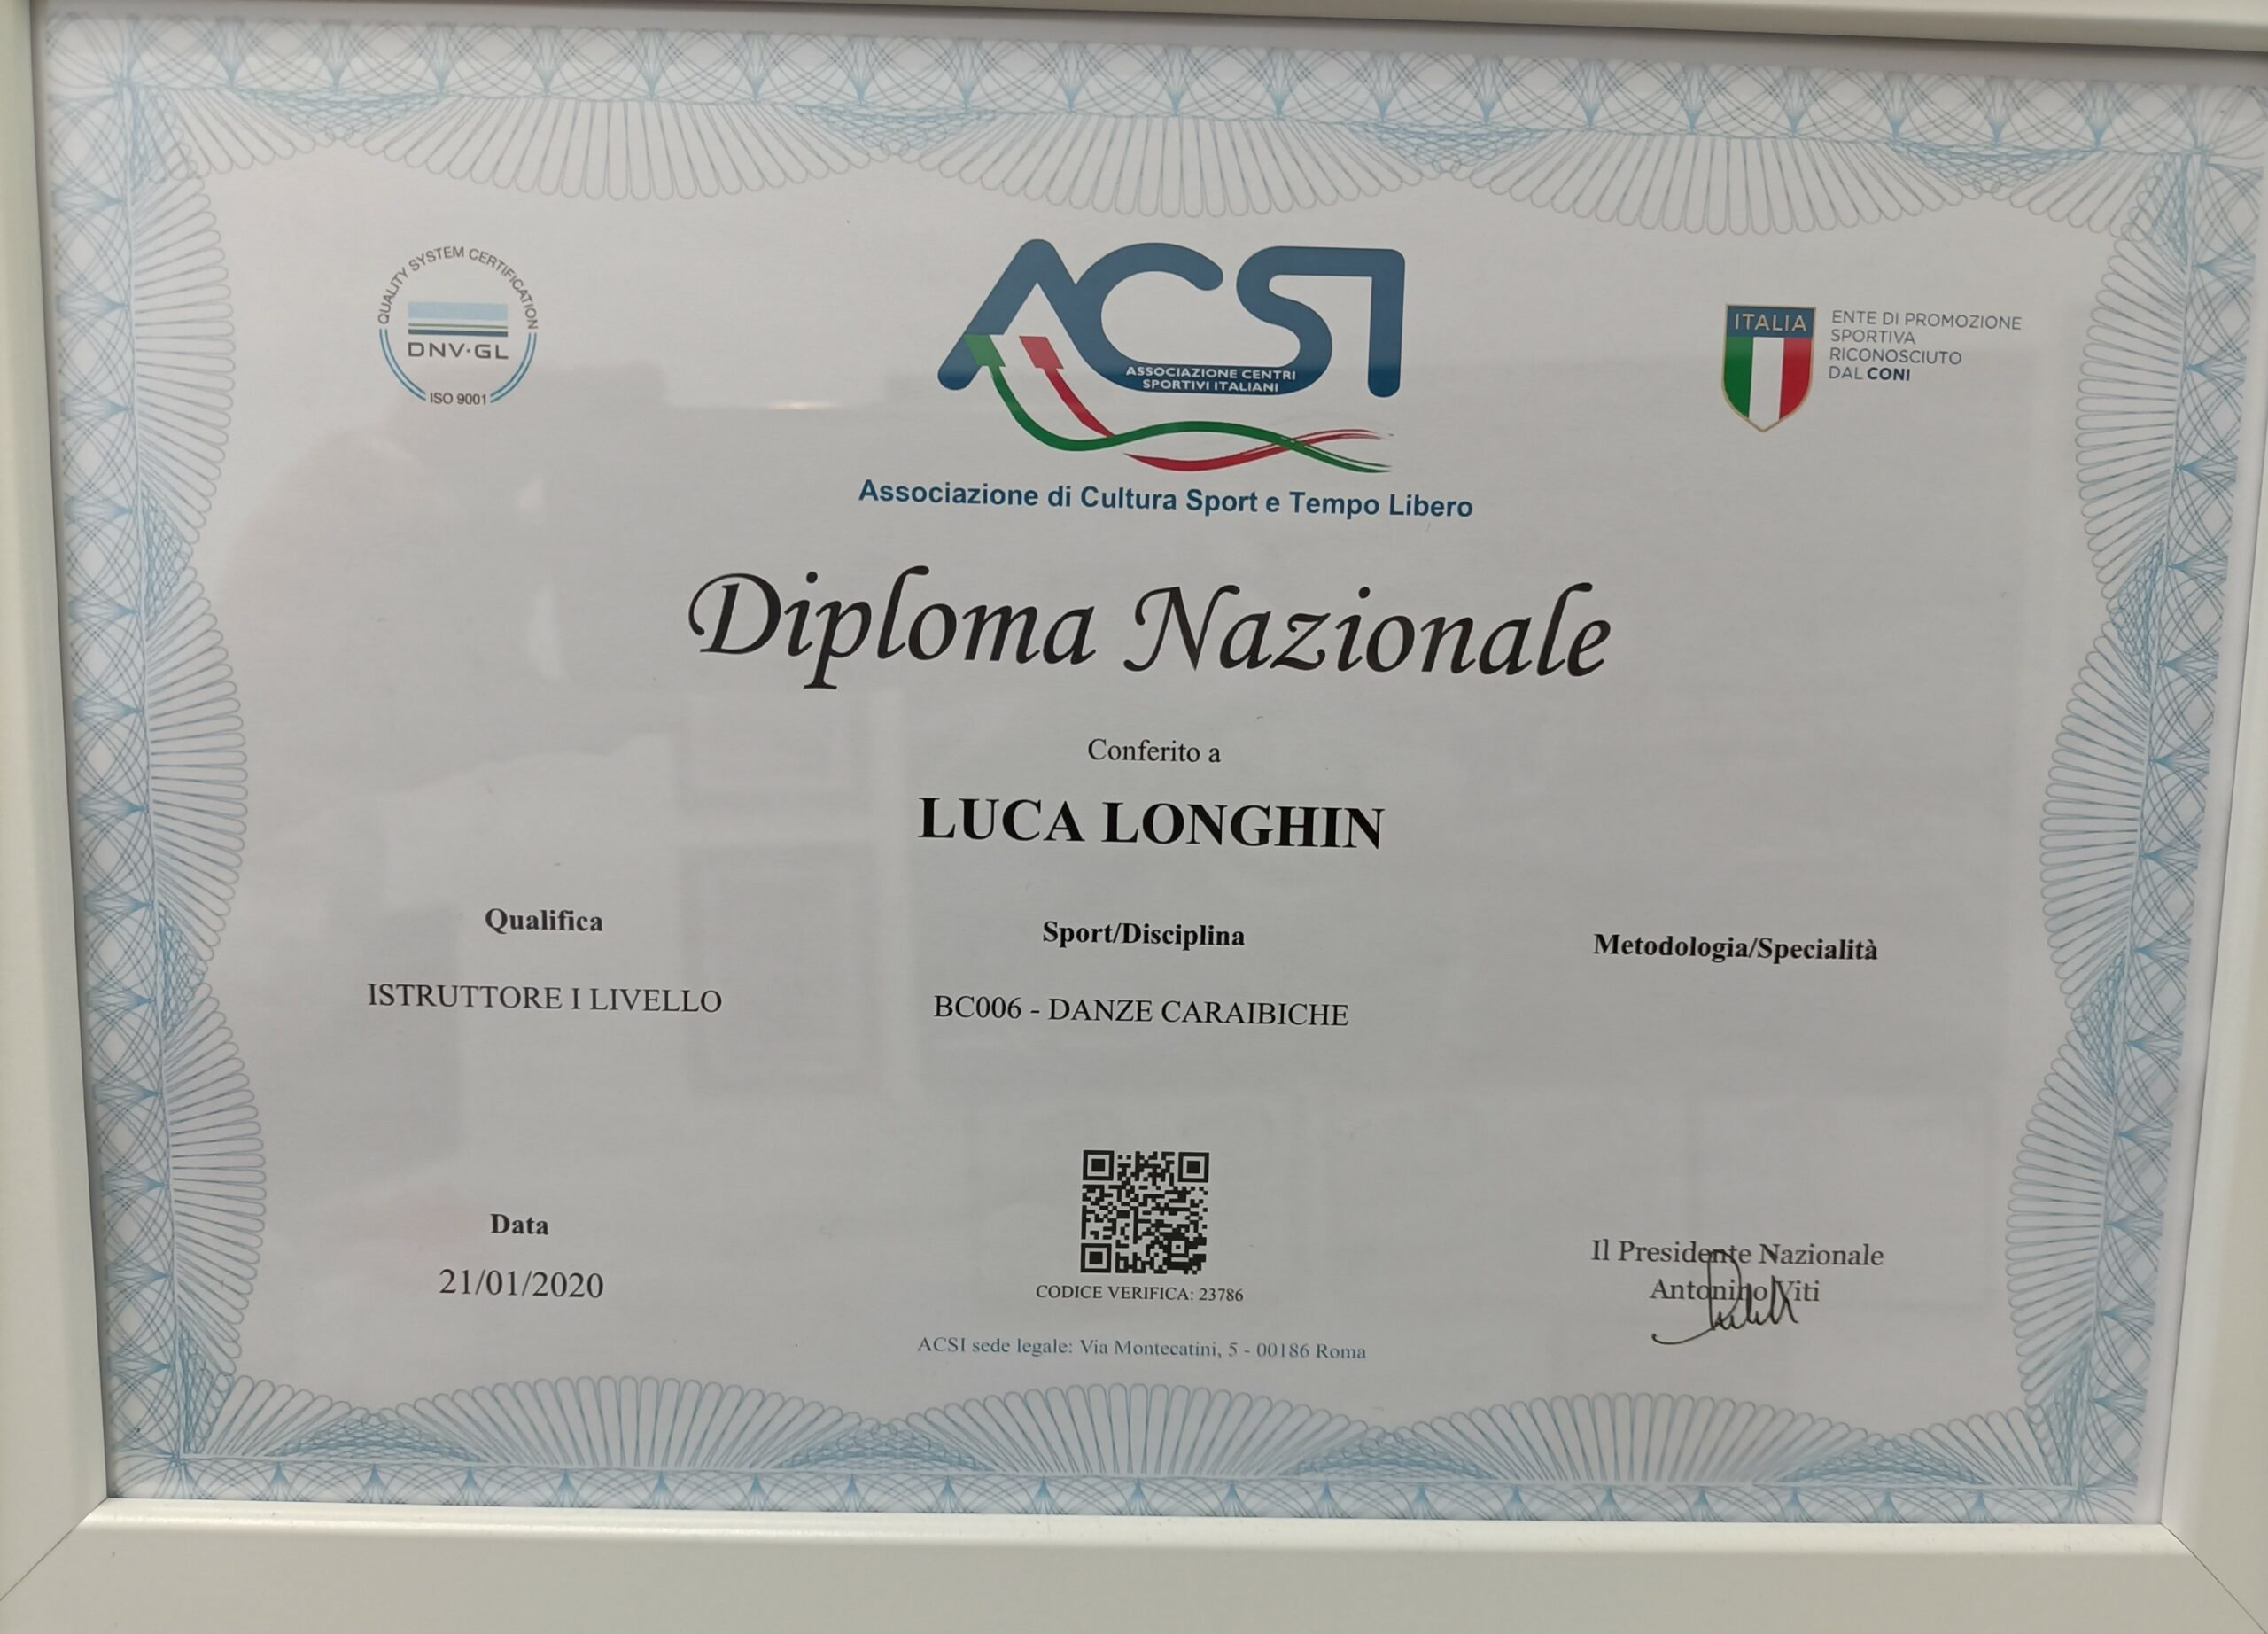 QUALITY SYSTEM CERTIFICATION
DNV·GL
ISO 9001
ACSI
ASSOCIAZIONE CENTRI
SPORTIVI ITALIANI
Associazione di Cultura Sport e Tempo Libero
ITALIA
ENTE DI PROMOZIONE
SPORTIVA
RICONOSCIUTO
DAL CONI
Diploma Nazionale
Conferito a
LUCA LONGHIN
Qualifica
ISTRUTTORE I LIVELLO
Sport/Disciplina
BC006 - DANZE CARAIBICHE
Metodologia/Specialità
Data
21/01/2020
CODICE VERIFICA: 23786
Il Presidente Nazionale
Antonino Viti
ACSI sede legale: Via Montecatini, 5 - 00186 Roma